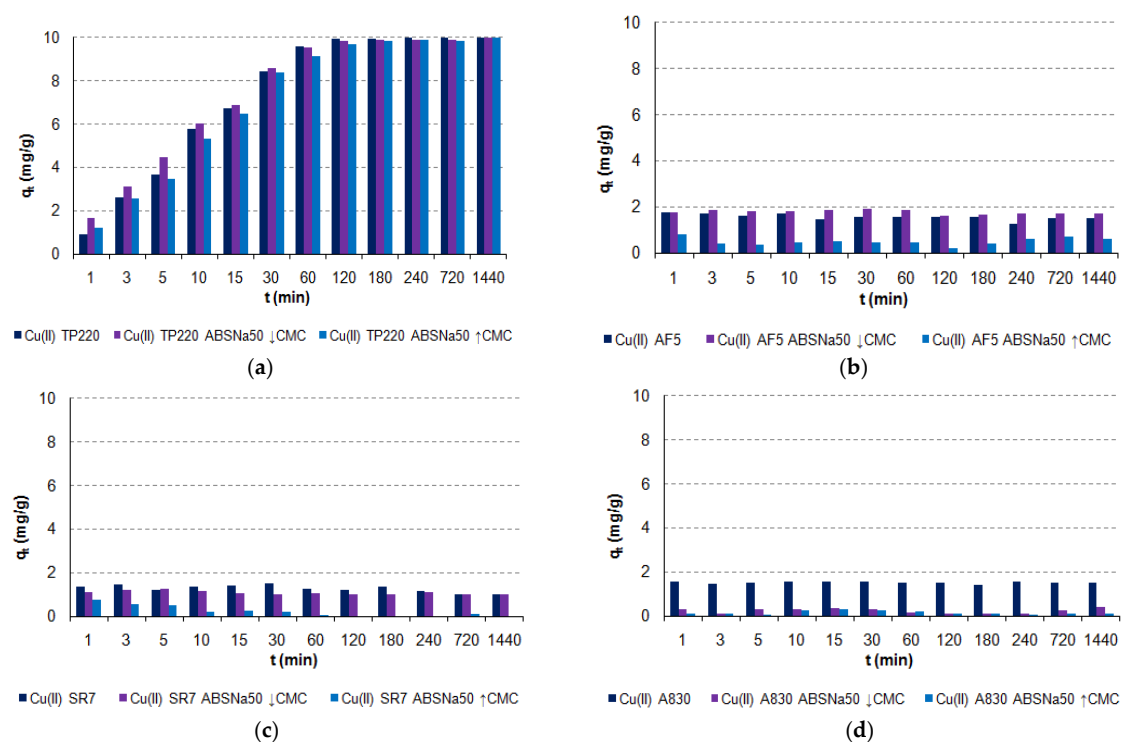 10
8
6
4
2
0
qt (mg/g)
1 3 5 10 15 30 60 120 180 240 720 1440
t (min)
Cu(II) TP220 Cu(II) TP220 ABSNa50 ↓CMC Cu(II) TP220 ABSNa50 ↑CMC
(a)
10
8
6
4
2
0
qt (mg/g)
1 3 5 10 15 30 60 120 180 240 720 1440
t (min)
Cu(II) AF5 Cu(II) AF5 ABSNa50 ↓CMC Cu(II) AF5 ABSNa50 ↑CMC
(b)
10
8
6
4
2
0
qt (mg/g)
1 3 5 10 15 30 60 120 180 240 720 1440
t (min)
Cu(II) SR7 Cu(II) SR7 ABSNa50 ↓CMC Cu(II) SR7 ABSNa50 ↑CMC
(c)
10
8
6
4
2
0
qt (mg/g)
1 3 5 10 15 30 60 120 180 240 720 1440
t (min)
Cu(II) A830 Cu(II) A830 ABSNa50 ↓CMC Cu(II) A830 ABSNa50 ↑CMC
(d)